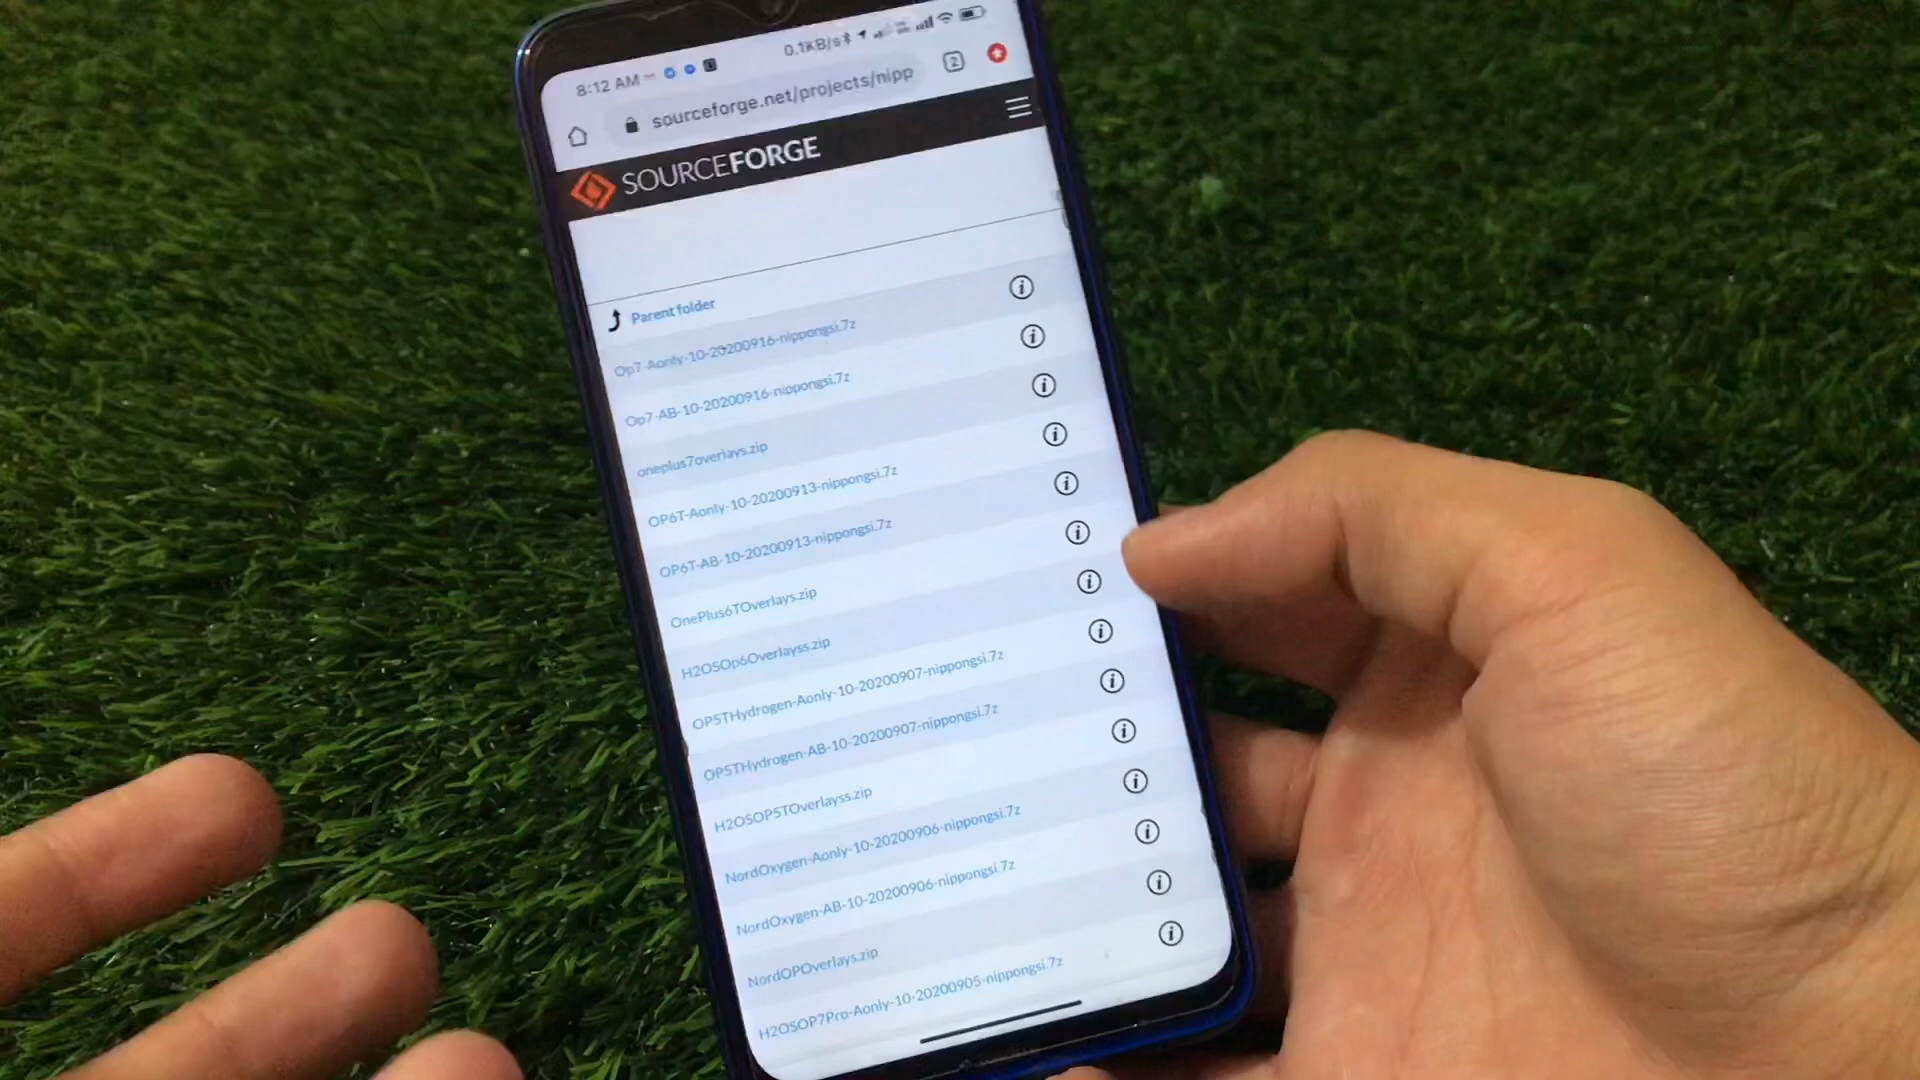 8:12 AM
0.1KB/s
sourceforge.net/projects/nipp
2
SOURCEFORGE
Parent folder
Op7-Aonly-10-20200916-nippongsi.7z
Op7-AB-10-20200916-nippongsi.7z
oneplus7overlays.zip
OP6T-Aonly-10-20200913-nippongsi.7z
OP6T-AB-10-20200913-nippongsi.7z
OnePlus6TOverlays.zip
H2OSOp6Overlayss.zip
OP5THydrogen-Aonly-10-20200907-nippongsi.7z
OP5THydrogen-AB-10-20200907-nippongsi.7z
H2OSOP5TOverlayss.zip
NordOxygen-Aonly-10-20200906-nippongsi.7z
NordOxygen-AB-10-20200906-nippongsi.7z
NordOPOverlays.zip
H2OSOP7Pro-Aonly-10-20200905-nippongsi.7z